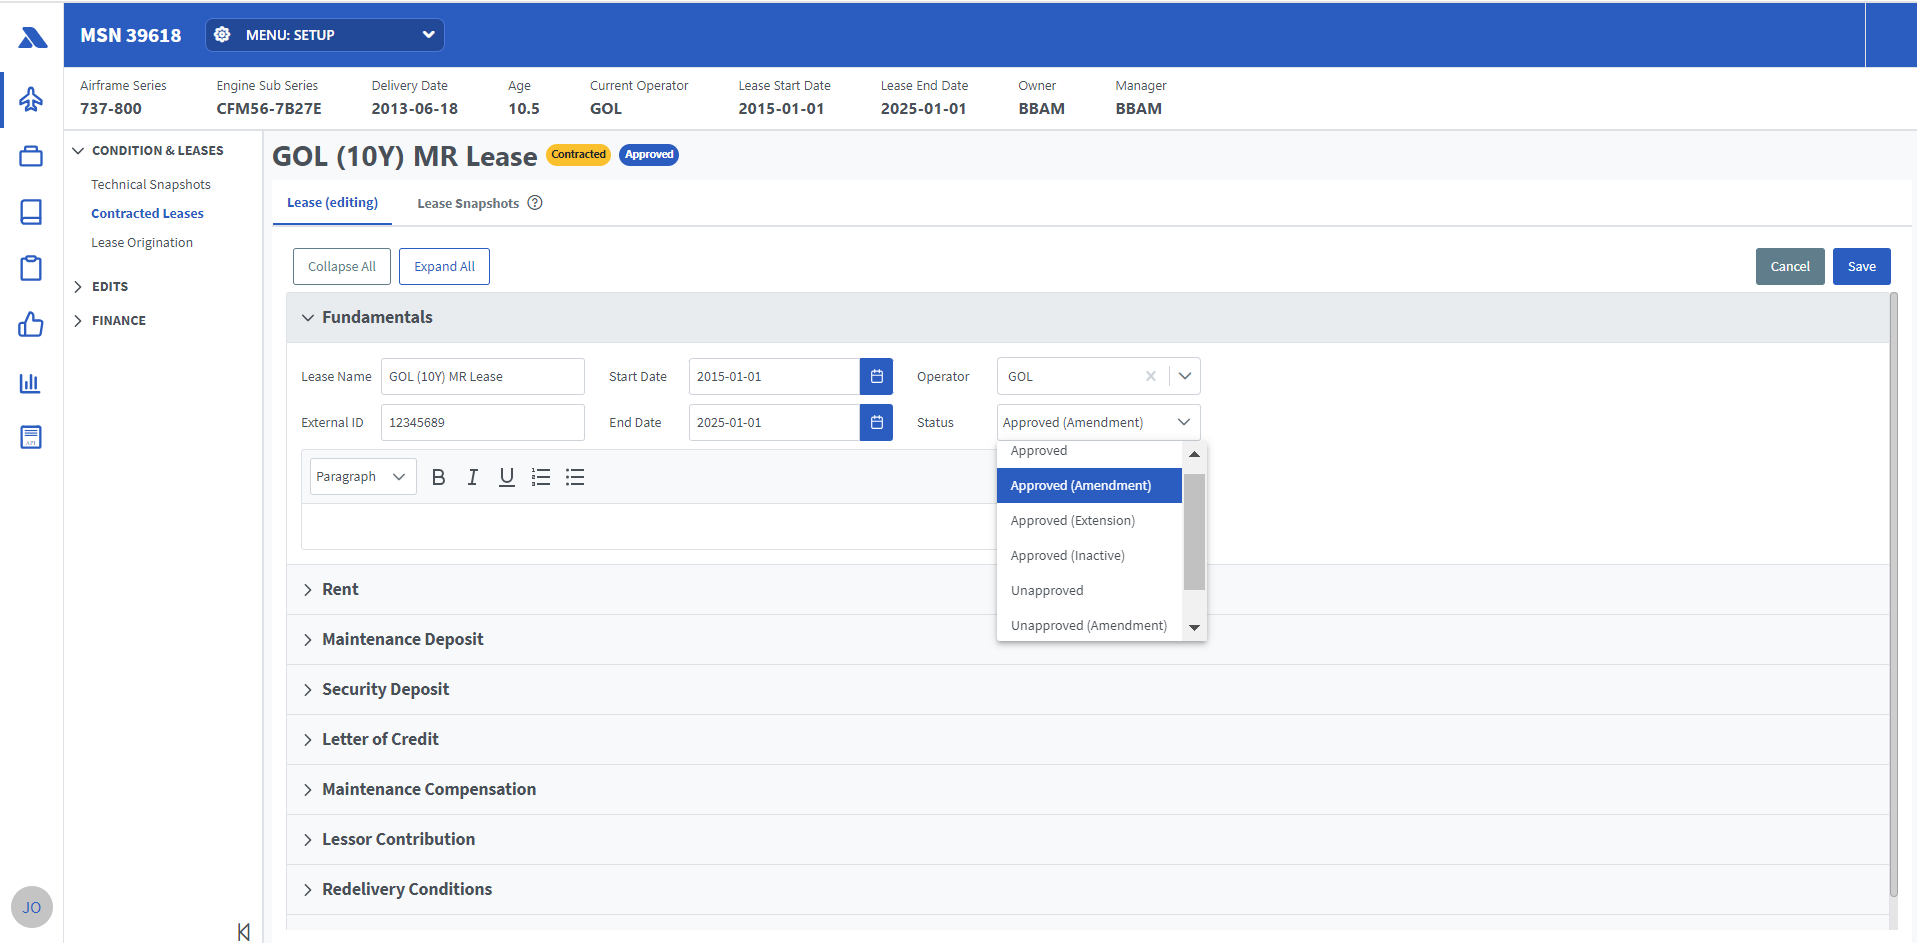 MSN 39618
MENU: SETUP
Airframe Series
737-800
Engine Sub Series
CFM56-7B27E
Delivery Date
2013-06-18
Age
10.5
Current Operator
GOL
Lease Start Date
2015-01-01
Lease End Date
2025-01-01
Owner
BBAM
Manager
BBAM
CONDITION & LEASES
Technical Snapshots
Contracted Leases
Lease Origination
EDITS
FINANCE
GOL (10Y) MR Lease
Contracted
Approved
Lease (editing)
Lease Snapshots
?
Collapse All
Expand All
Cancel
Save
Fundamentals
Lease Name
GOL (10Y) MR Lease
Start Date
2015-01-01
Operator
GOL
External ID
12345689
End Date
2025-01-01
Status
Approved (Amendment)
Paragraph
B
I
U
Approved
Approved (Amendment)
Approved (Extension)
Approved (Inactive)
Unapproved
Unapproved (Amendment)
Rent
Maintenance Deposit
Security Deposit
Letter of Credit
Maintenance Compensation
Lessor Contribution
Redelivery Conditions
API
JO